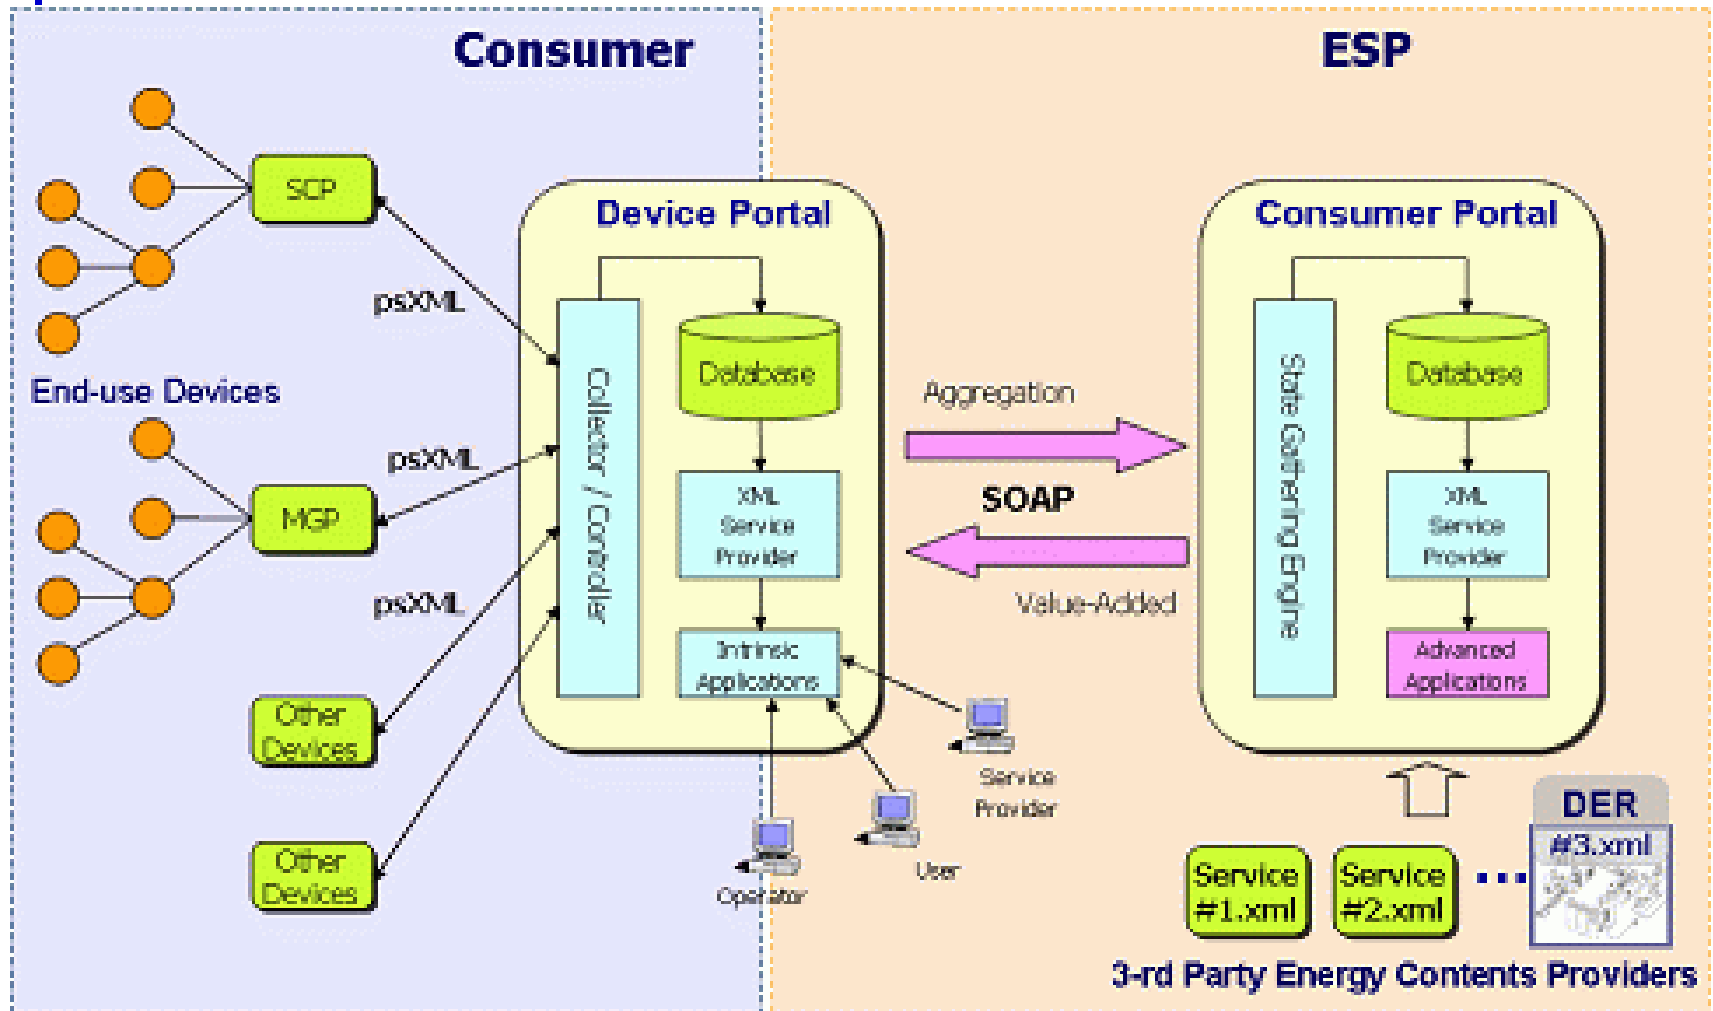 Consumer
ESP
SCP
psXML
End-use Devices
MGP
psXML
psXML
Other
Devices
Other
Devices
Device Portal
Collector / Controller
Database
XML
Service
Provider
Intrinsic
Applications
Aggregation
SOAP
Value-Added
Service
Provider
User
Operator
Consumer Portal
State Gathering Engine
Database
XML
Service
Provider
Advanced
Applications
Service
#1.xml
Service
#2.xml
...
DER
#3.xml
3-rd Party Energy Contents Providers